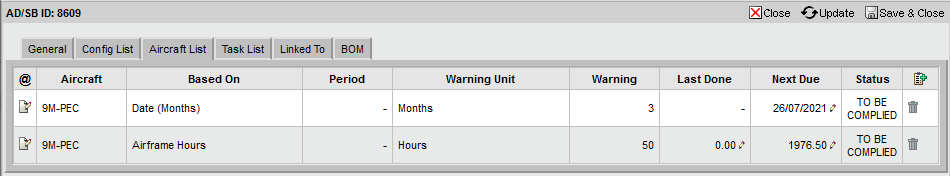 AD/SB ID: 8609 Close Update Save & Close
General Config List Aircraft List Task List Linked To BOM
@ Aircraft Based On Period Warning Unit Warning Last Done Next Due Status
9M-PEC Date (Months) - Months 3 - 26/07/2021 TO BE
COMPLIED
9M-PEC Airframe Hours - Hours 50 0.00 1976.50 TO BE
COMPLIED